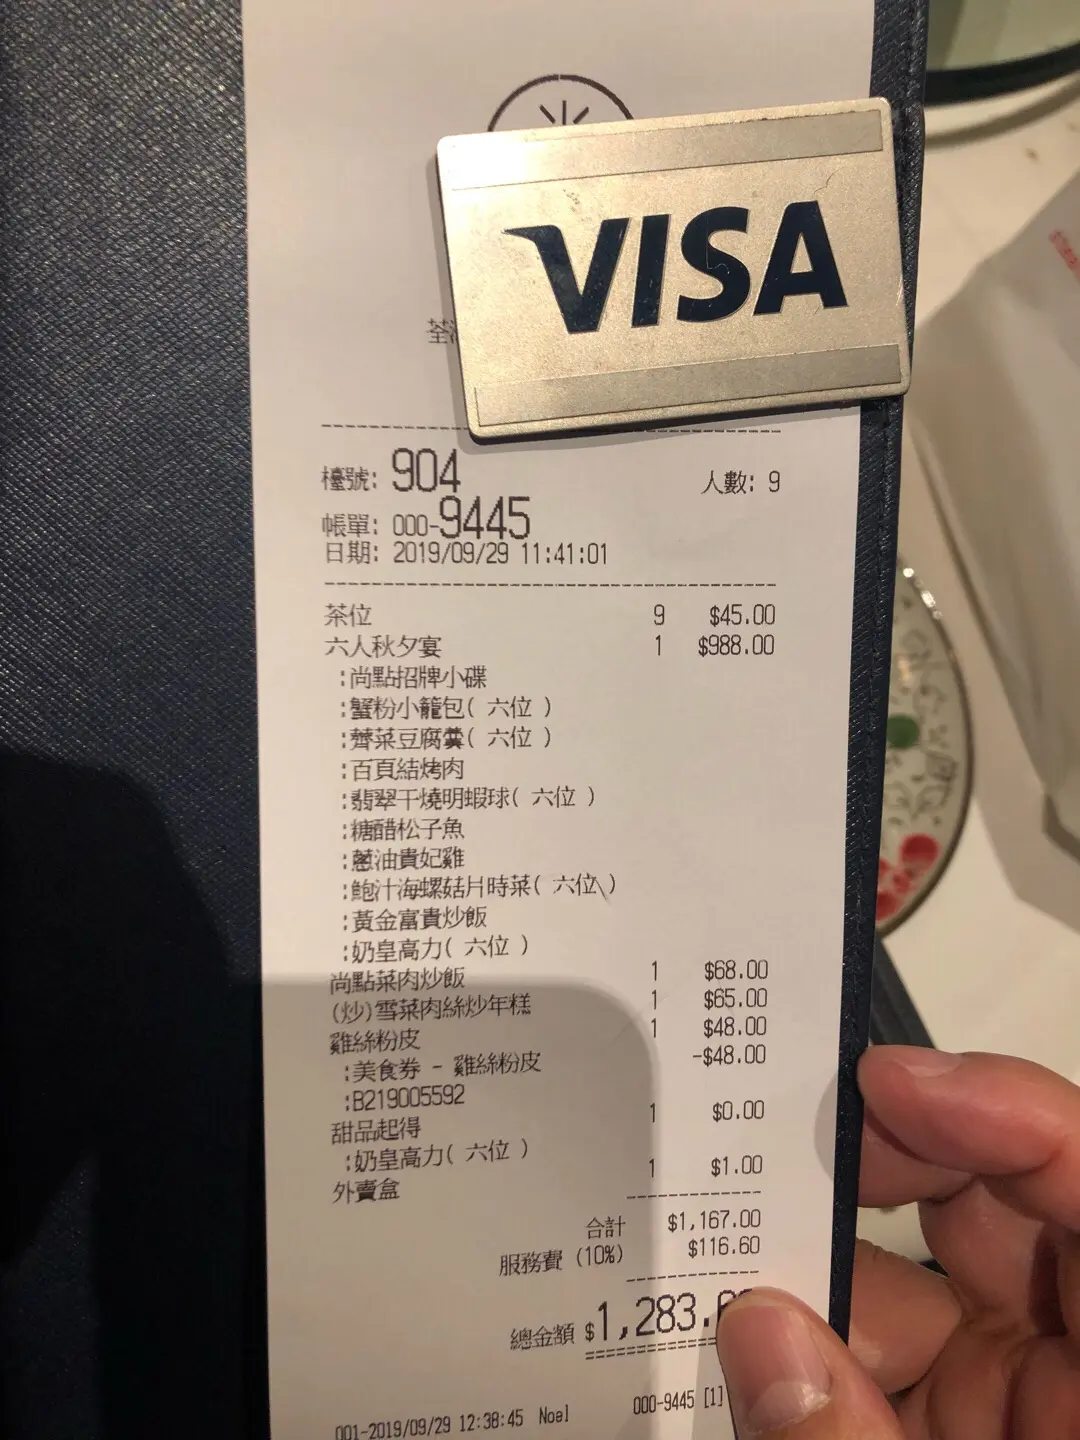 VISA
荃
檯號: 904 人數: 9
帳單: 000-9445
日期: 2019/09/29 11:41:01
茶位 9 $45.00
六人秋夕宴 1 $988.00
:尚點招牌小碟
:蟹粉小籠包( 六位 )
:薺菜豆腐羹( 六位 )
:百頁結烤肉
:翡翠干燒明蝦球( 六位 )
:糖醋松子魚
:蔥油貴妃雞
:鮑汁海螺菇片時菜( 六位 )
:黃金富貴炒飯
:奶皇高力( 六位 )
尚點菜肉炒飯 1 $68.00
(炒)雪菜肉絲炒年糕 1 $65.00
雞絲粉皮 1 $48.00
:美食券 - 雞絲粉皮 -$48.00
:B219005592
甜品起得 1 $0.00
:奶皇高力( 六位 )
外賣盒 1 $1.00
合計 $1,167.00
服務費 (10%) $116.60
總金額 $1,283.
001-2019/09/29 12:38:45 Noel 000-9445 [1]